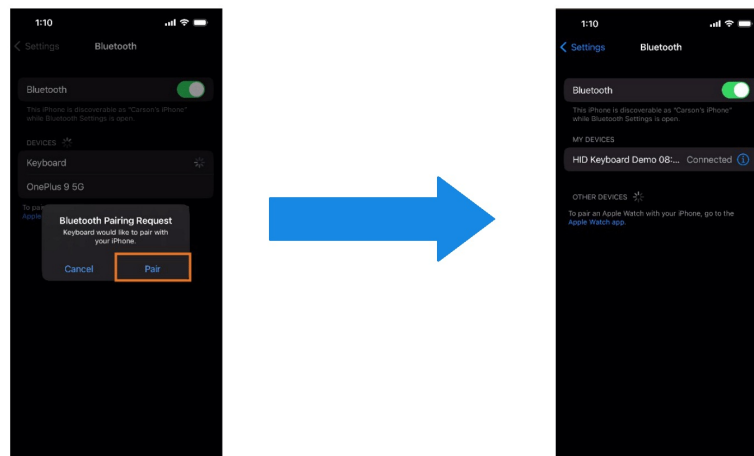 1:10
Settings
Bluetooth
Bluetooth
This iPhone is discoverable as "Carson's iPhone"
while Bluetooth Settings is open.
DEVICES
Keyboard
OnePlus 9 5G
To pai
Apple
Bluetooth Pairing Request
Keyboard would like to pair with
your iPhone.
Cancel
Pair
1:10
Settings
Bluetooth
Bluetooth
This iPhone is discoverable as "Carson's iPhone"
while Bluetooth Settings is open.
MY DEVICES
HID Keyboard Demo 08:... Connected
OTHER DEVICES
To pair an Apple Watch with your iPhone, go to the
Apple Watch app.